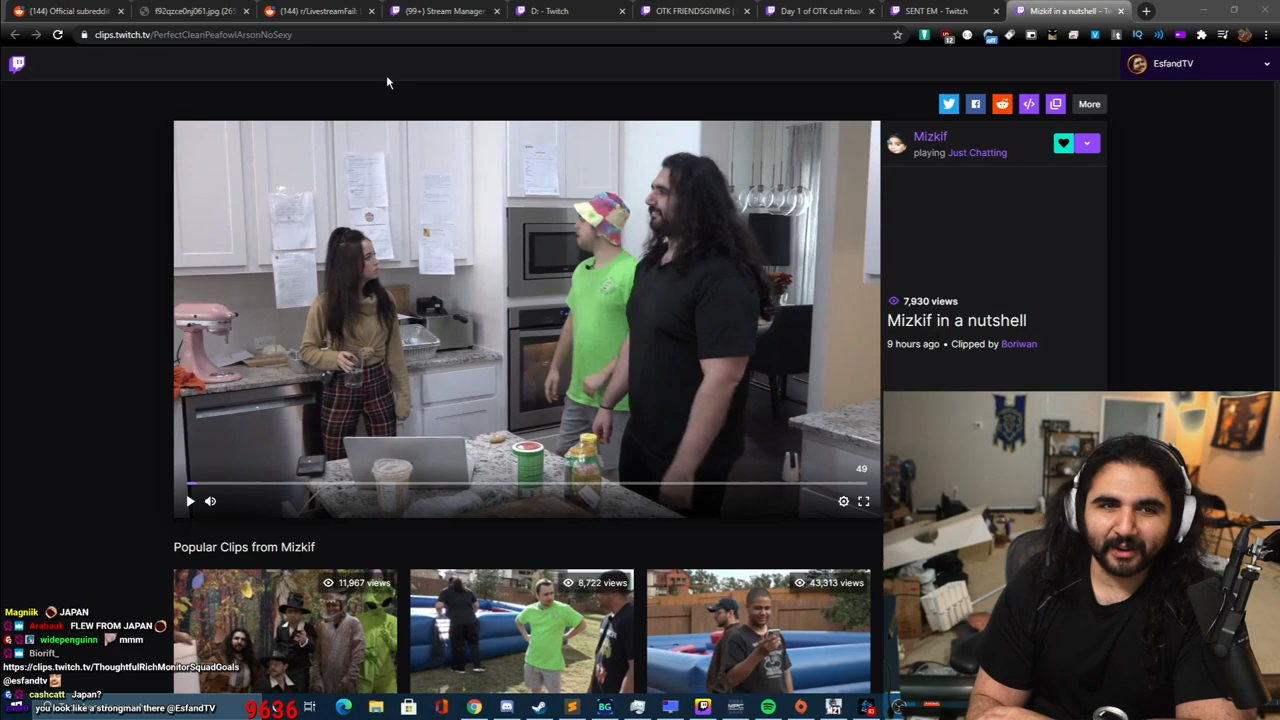 (144) Official subreddit
f92qzce0nj061.jpg (265
(144) r/LivestreamFail:
(99+) Stream Manager
D: - Twitch
OTK FRIENDSGIVING |
Day 1 of OTK cult ritual
SENT EM - Twitch
Mizkif in a nutshell - T
clips.twitch.tv/PerfectCleanPeafowlArsonNoSexy
EsfandTV
More
Mizkif
playing Just Chatting
7,930 views
Mizkif in a nutshell
9 hours ago • Clipped by Boriwan
49
Popular Clips from Mizkif
11,967 views
8,722 views
43,313 views
Magniik JAPAN
Arahauk FLEW FROM JAPAN
widepenguinn mmm
Biorift_
https://clips.twitch.tv/ThoughtfulRichMonitorSquadGoals
@esfandtv
cashcatt Japan?
you look like a strongman there @EsfandTV
9636